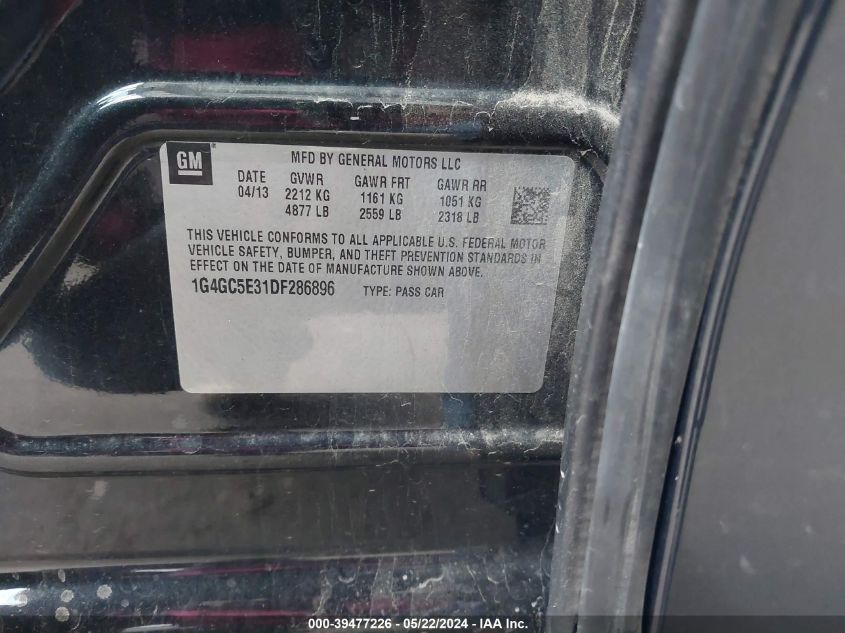 GM
MFD BY GENERAL MOTORS LLC
DATE GVWR GAWR FRT GAWR RR
04/13 2212 KG 1161 KG 1051 KG
4877 LB 2559 LB 2318 LB
THIS VEHICLE CONFORMS TO ALL APPLICABLE U.S. FEDERAL MOTOR
VEHICLE SAFETY, BUMPER, AND THEFT PREVENTION STANDARDS IN
EFFECT ON THE DATE OF MANUFACTURE SHOWN ABOVE.
1G4GC5E31DF286896 TYPE: PASS CAR
000-39477226 - 05/22/2024 - IAA, Inc.